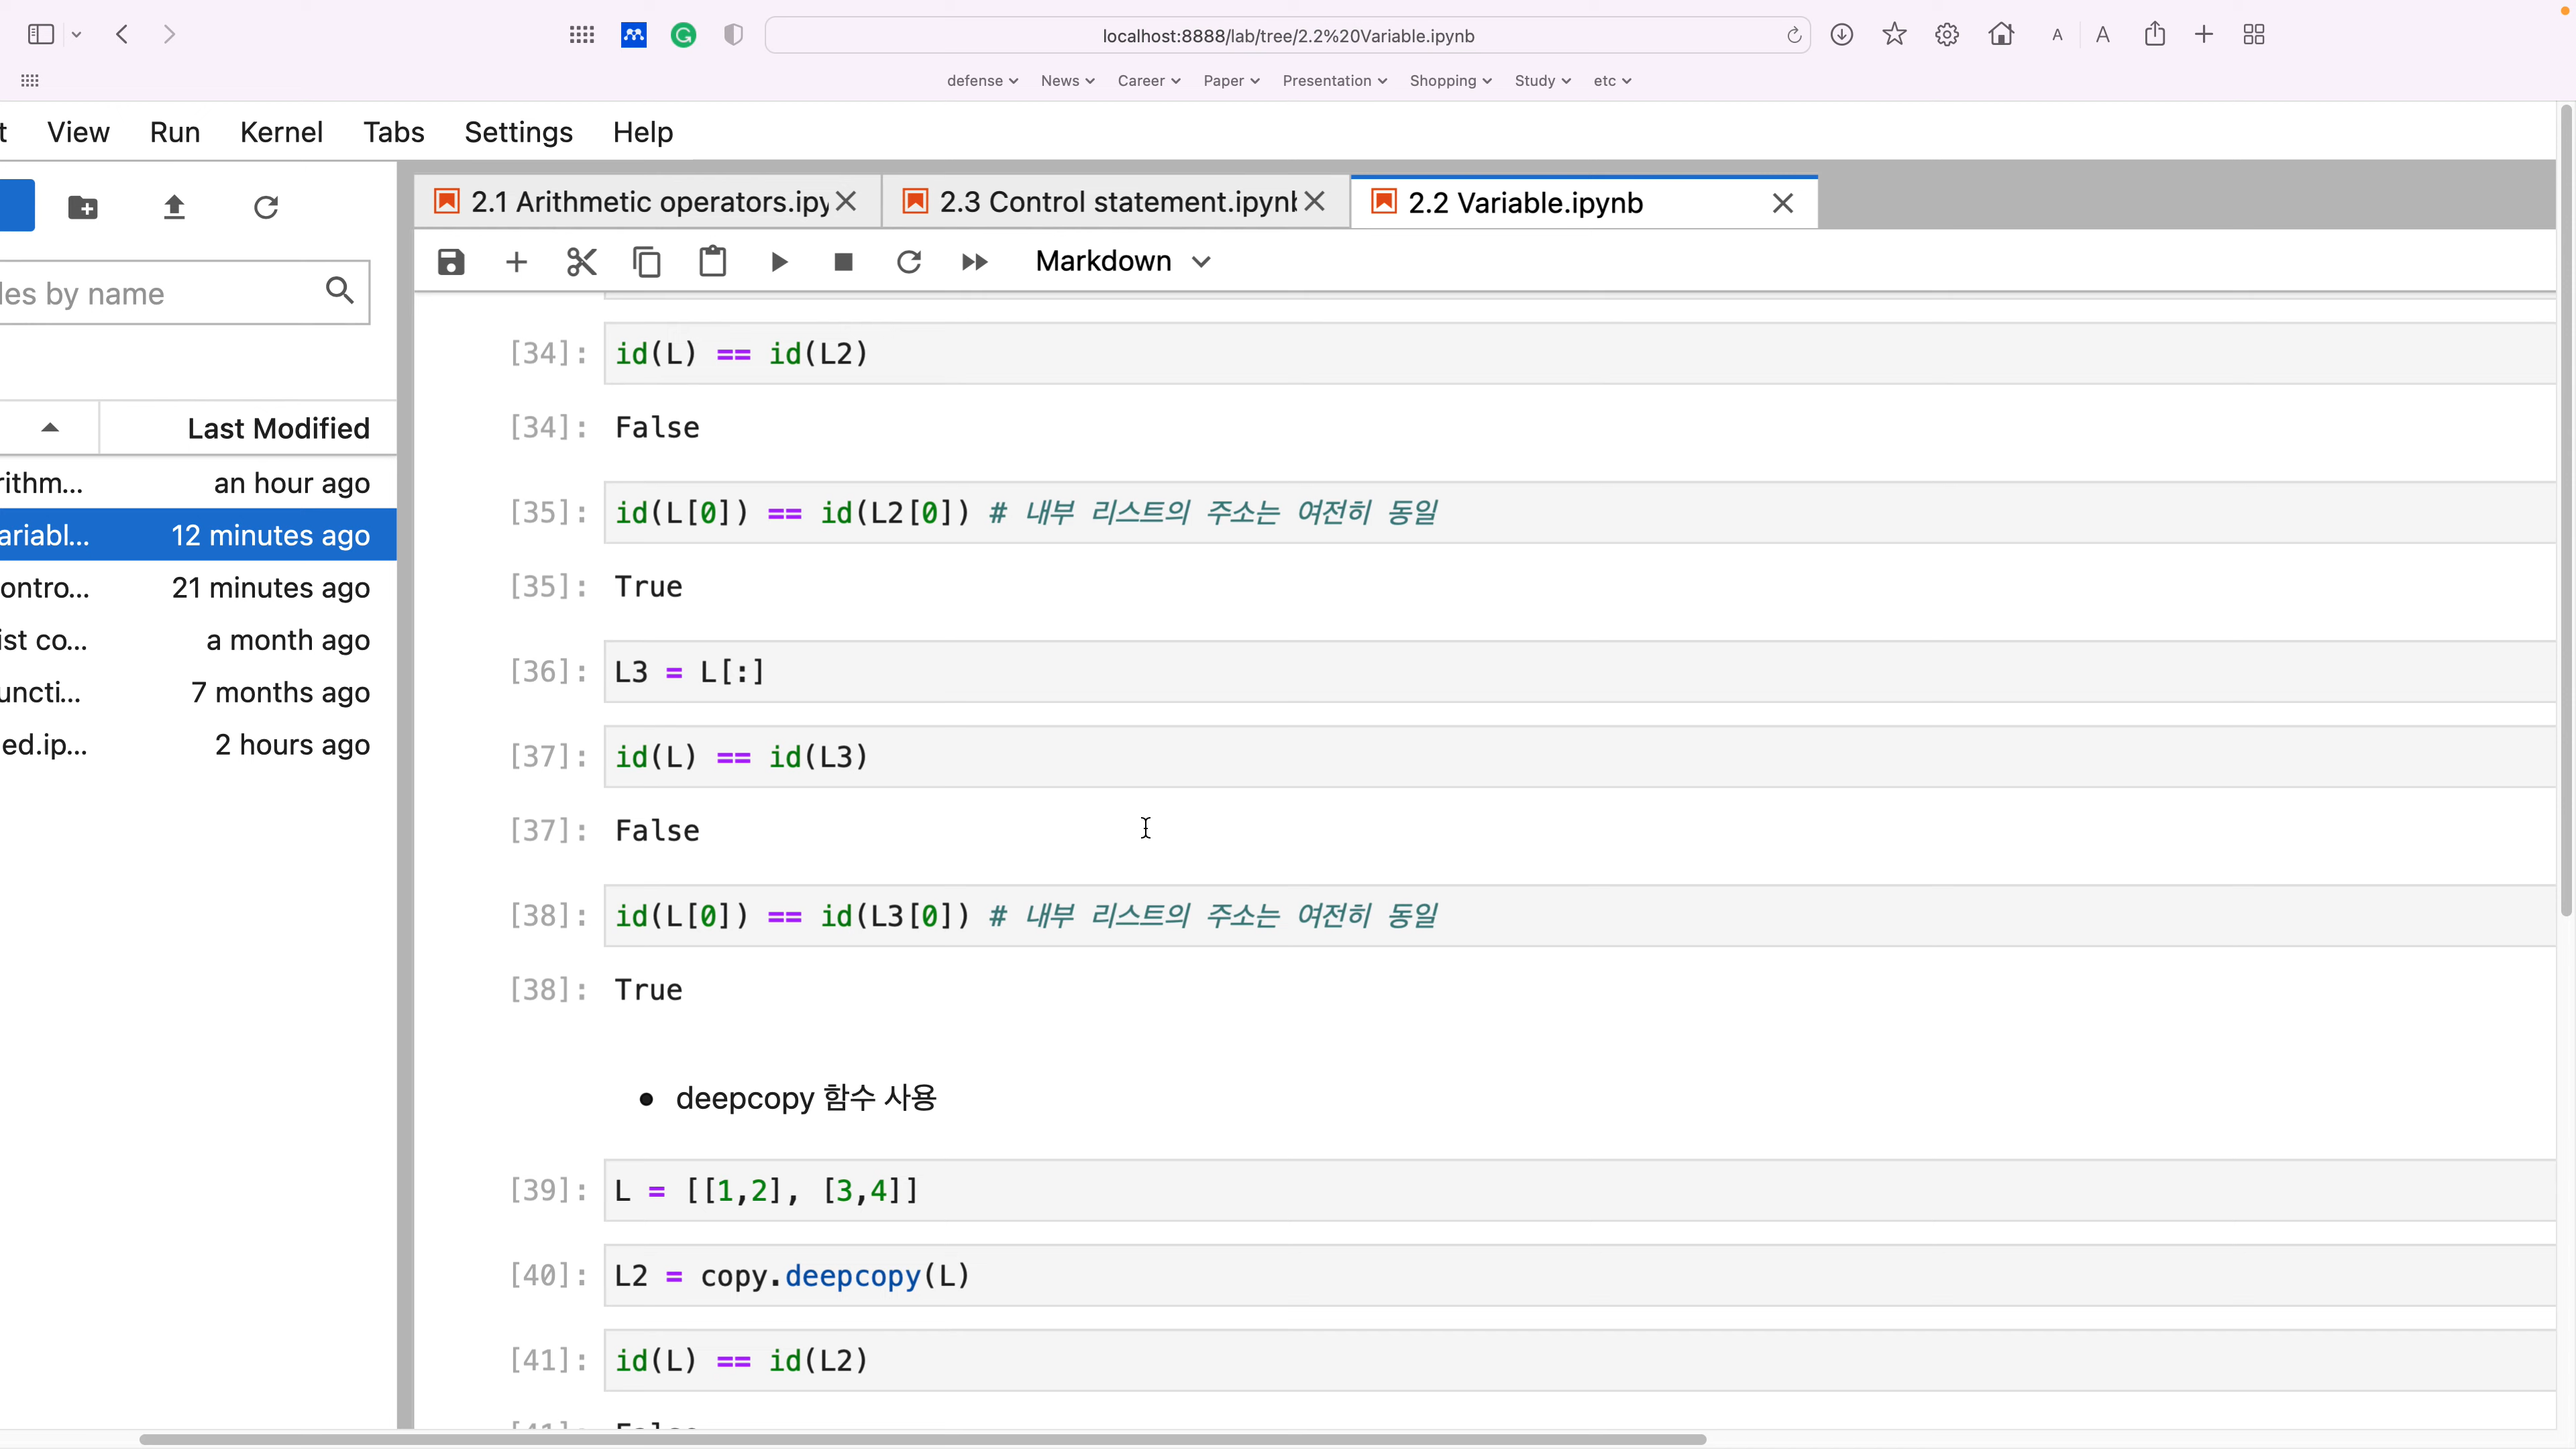 localhost:8888/lab/tree/2.2%20Variable.ipynb
A A
defense News Career Paper Presentation Shopping Study etc
t View Run Kernel Tabs Settings Help
2.1 Arithmetic operators.ipy 2.3 Control statement.ipynb 2.2 Variable.ipynb
Markdown
les by name
Last Modified
rithm... an hour ago
ariabl... 12 minutes ago
ontro... 21 minutes ago
ist co... a month ago
uncti... 7 months ago
ed.ip... 2 hours ago
[34]: id(L) == id(L2)
[34]: False
[35]: id(L[0]) == id(L2[0]) # 내부 리스트의 주소는 여전히 동일
[35]: True
[36]: L3 = L[:]
[37]: id(L) == id(L3)
[37]: False
[38]: id(L[0]) == id(L3[0]) # 내부 리스트의 주소는 여전히 동일
[38]: True
• deepcopy 함수 사용
[39]: L = [[1,2], [3,4]]
[40]: L2 = copy.deepcopy(L)
[41]: id(L) == id(L2)
[41]: False